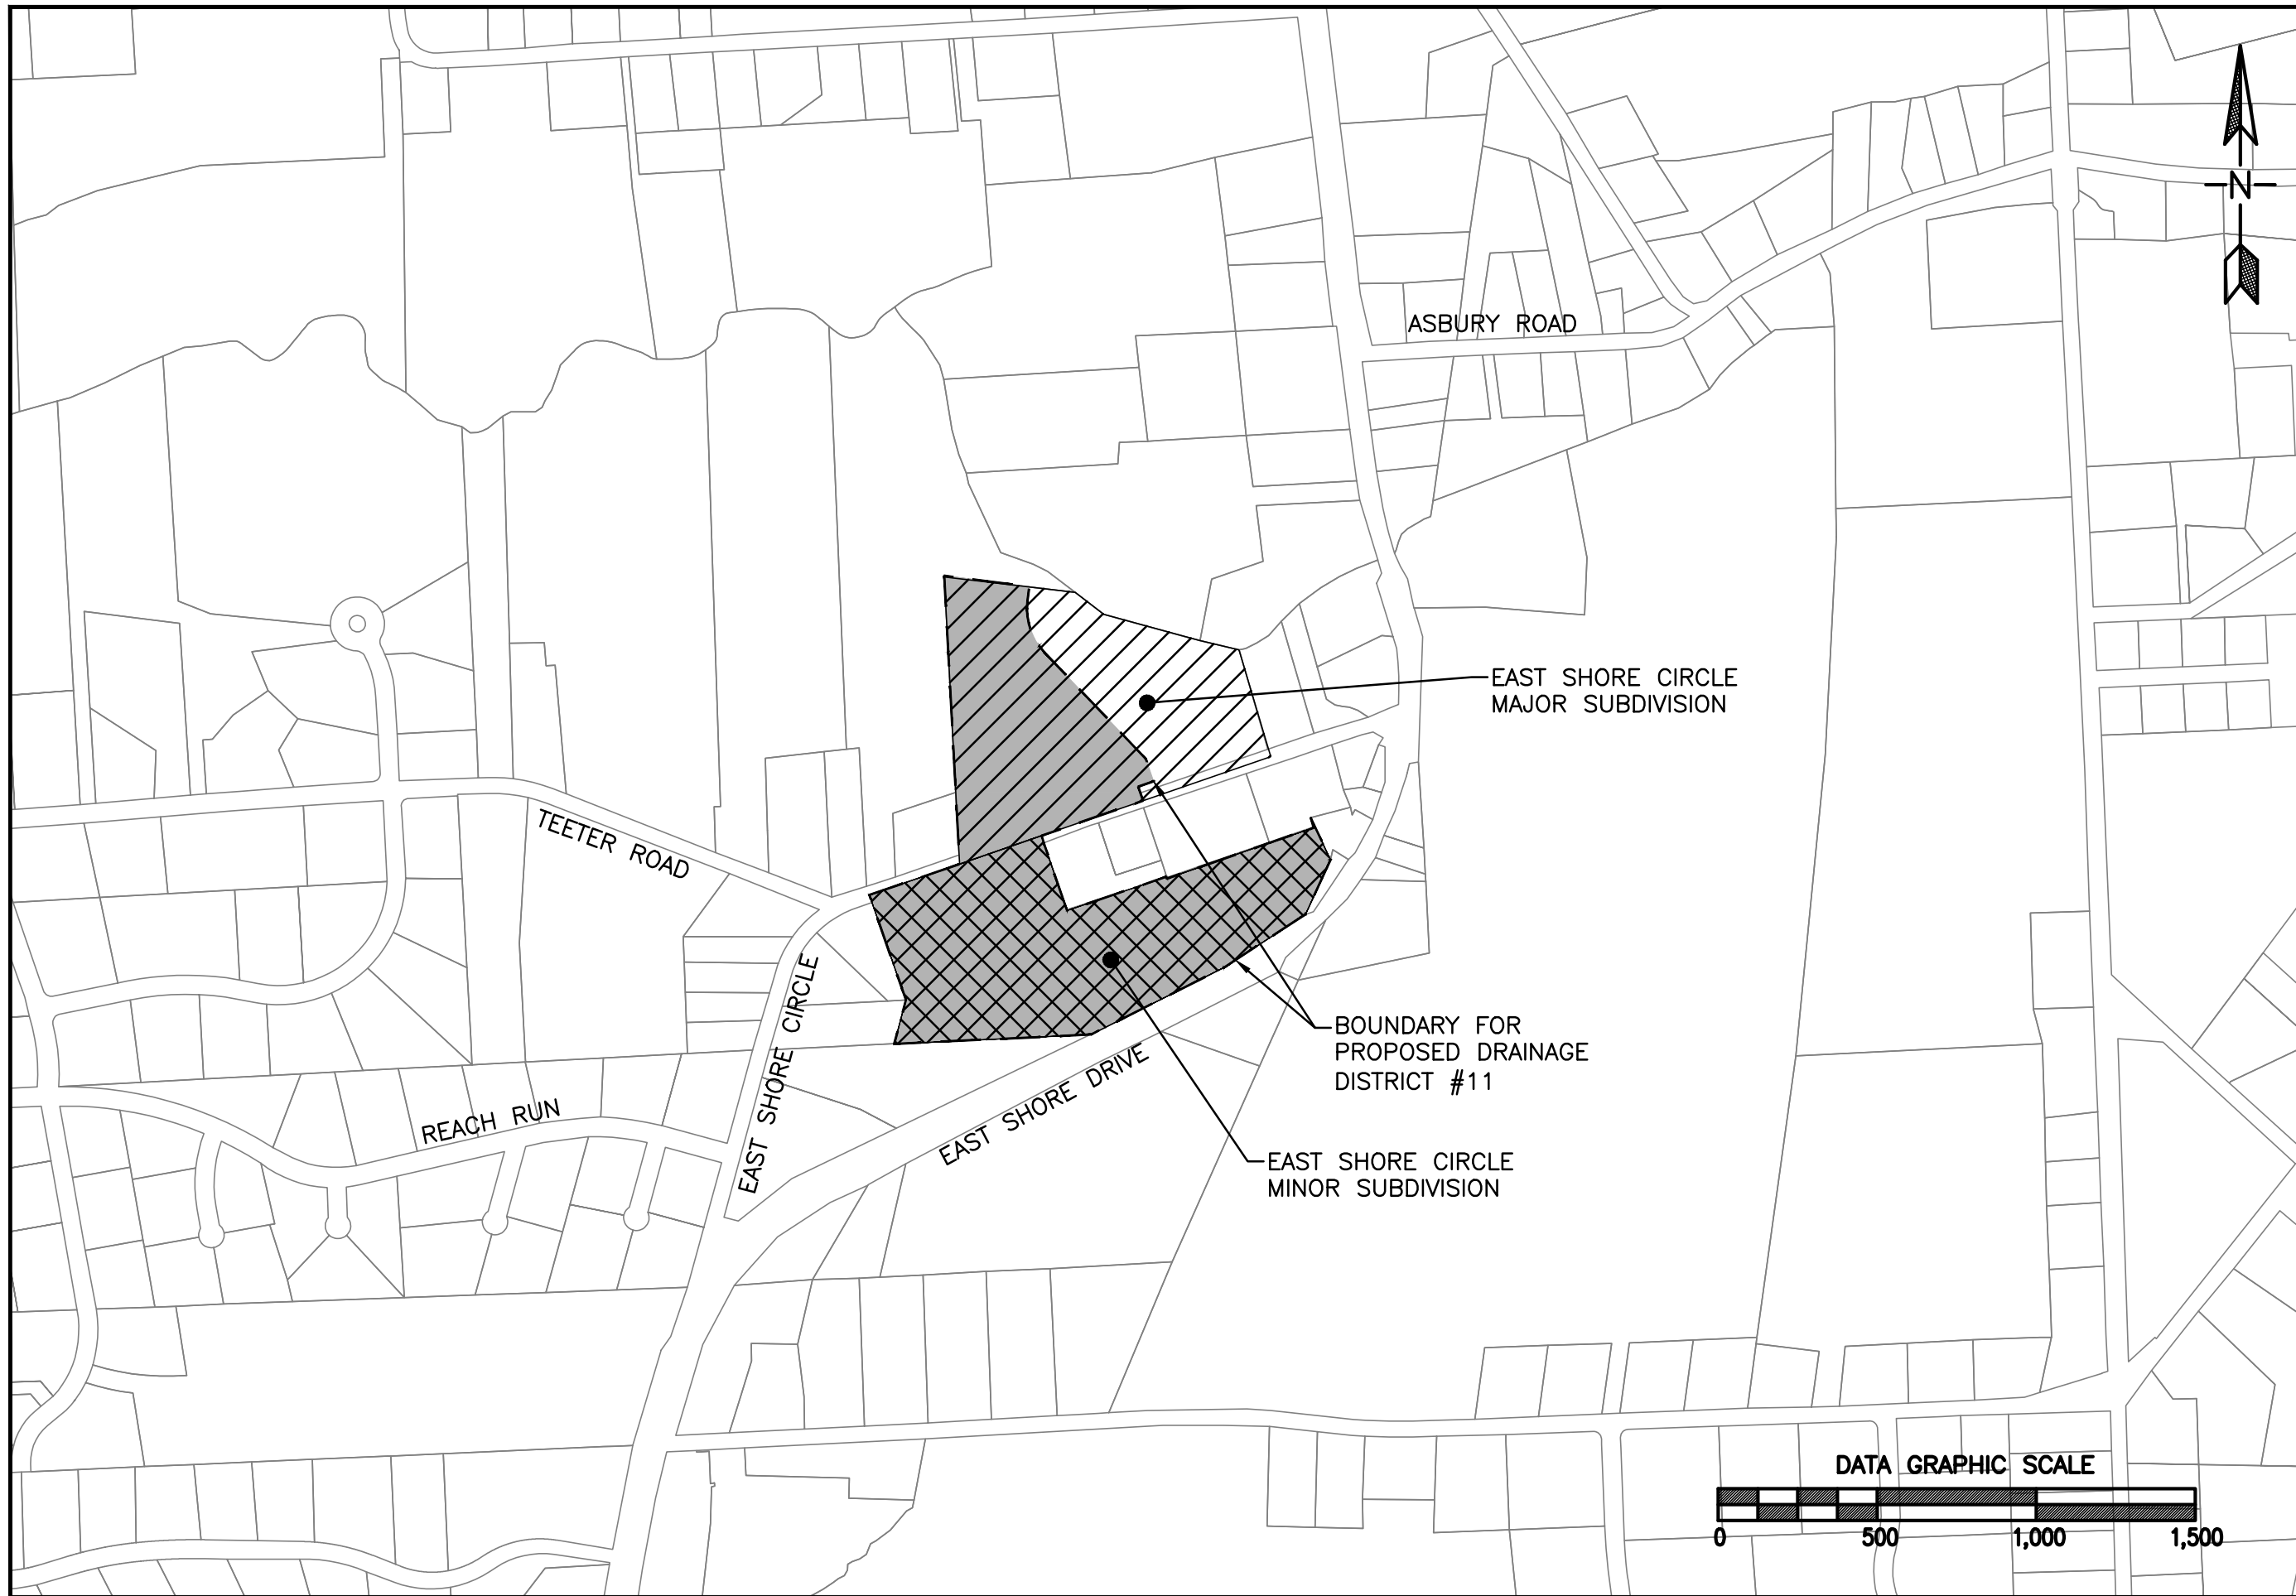 N
ASBURY ROAD
EAST SHORE CIRCLE
MAJOR SUBDIVISION
TEETER ROAD
EAST SHORE CIRCLE
BOUNDARY FOR
PROPOSED DRAINAGE
DISTRICT #11
EAST SHORE DRIVE
REACH RUN
EAST SHORE CIRCLE
MINOR SUBDIVISION
DATA GRAPHIC SCALE
0 500 1,000 1,500